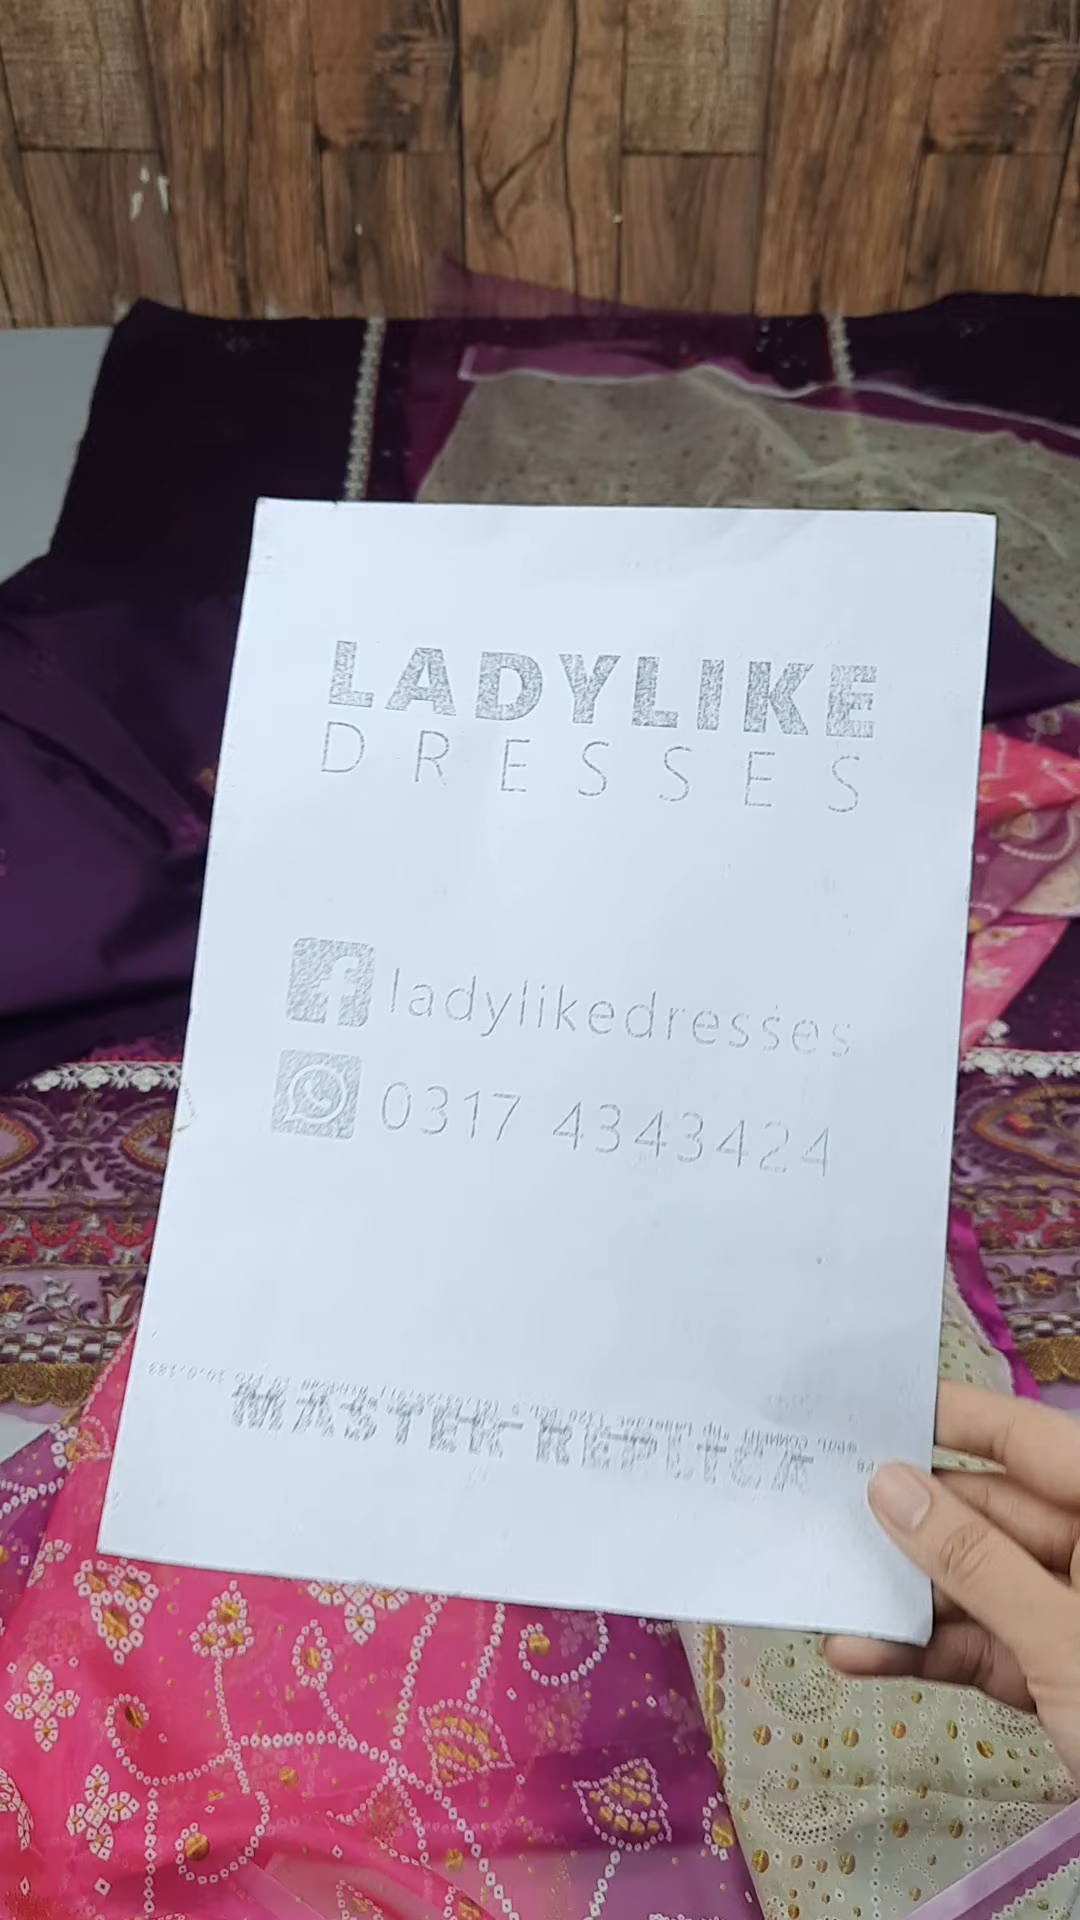 LADYLIKE
DRESSES
ladylikedresses
0317 4343424
MASTER REPLICA